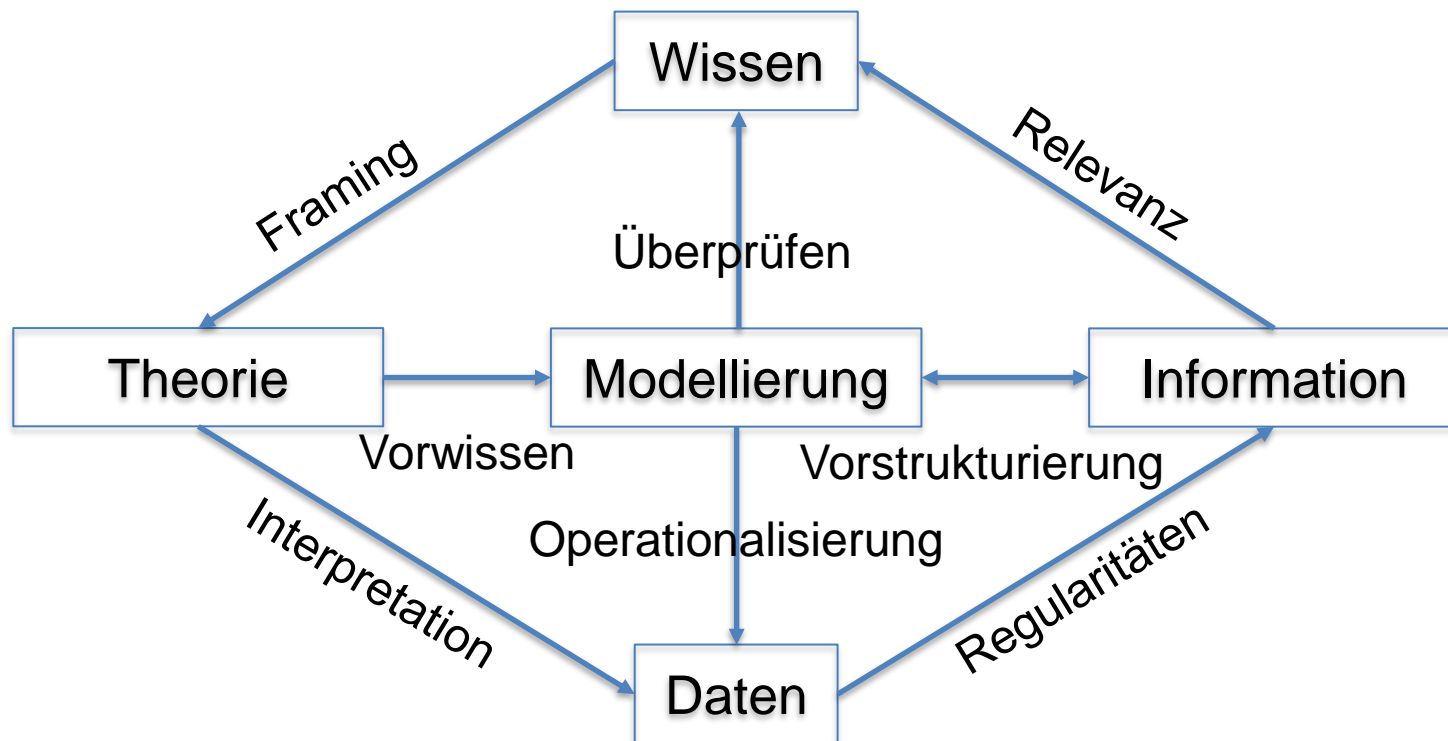 Wissen
Framing
Relevanz
Überprüfen
Theorie
Modellierung
Information
Vorwissen
Vorstrukturierung
Interpretation
Operationalisierung
Regularitäten
Daten